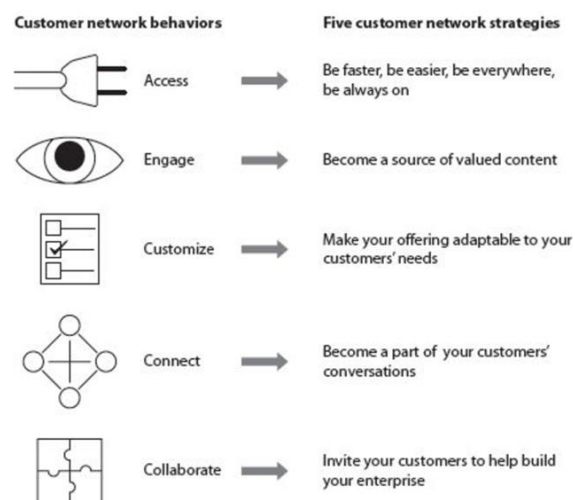 Customer network behaviors
Five customer network strategies
Access
Be faster, be easier, be everywhere,
be always on
Engage
Become a source of valued content
Customize
Make your offering adaptable to your
customers' needs
Connect
Become a part of your customers'
conversations
Collaborate
Invite your customers to help build
your enterprise